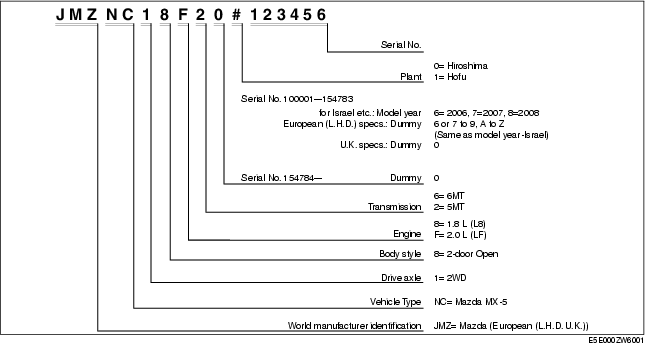 JMZ NC 1 8 F 2 0 # 1 2 3 4 5 6
Serial No.
0= Hiroshima
Plant 1= Hofu
Serial No. 100001—154783
for Israel etc.: Model year 6= 2006, 7=2007, 8=2008
European (L.H.D.) specs.: Dummy 6 or 7 to 9, A to Z
(Same as model year-Israel)
U.K. specs.: Dummy 0
Serial No. 154784— Dummy 0
6= 6MT
Transmission 2= 5MT
8= 1.8 L (L8)
Engine F= 2.0 L (LF)
Body style 8= 2-door Open
Drive axle 1= 2WD
Vehicle Type NC= Mazda MX-5
World manufacturer identification JMZ= Mazda (European (L.H.D. U.K.))
E5E000ZW6001